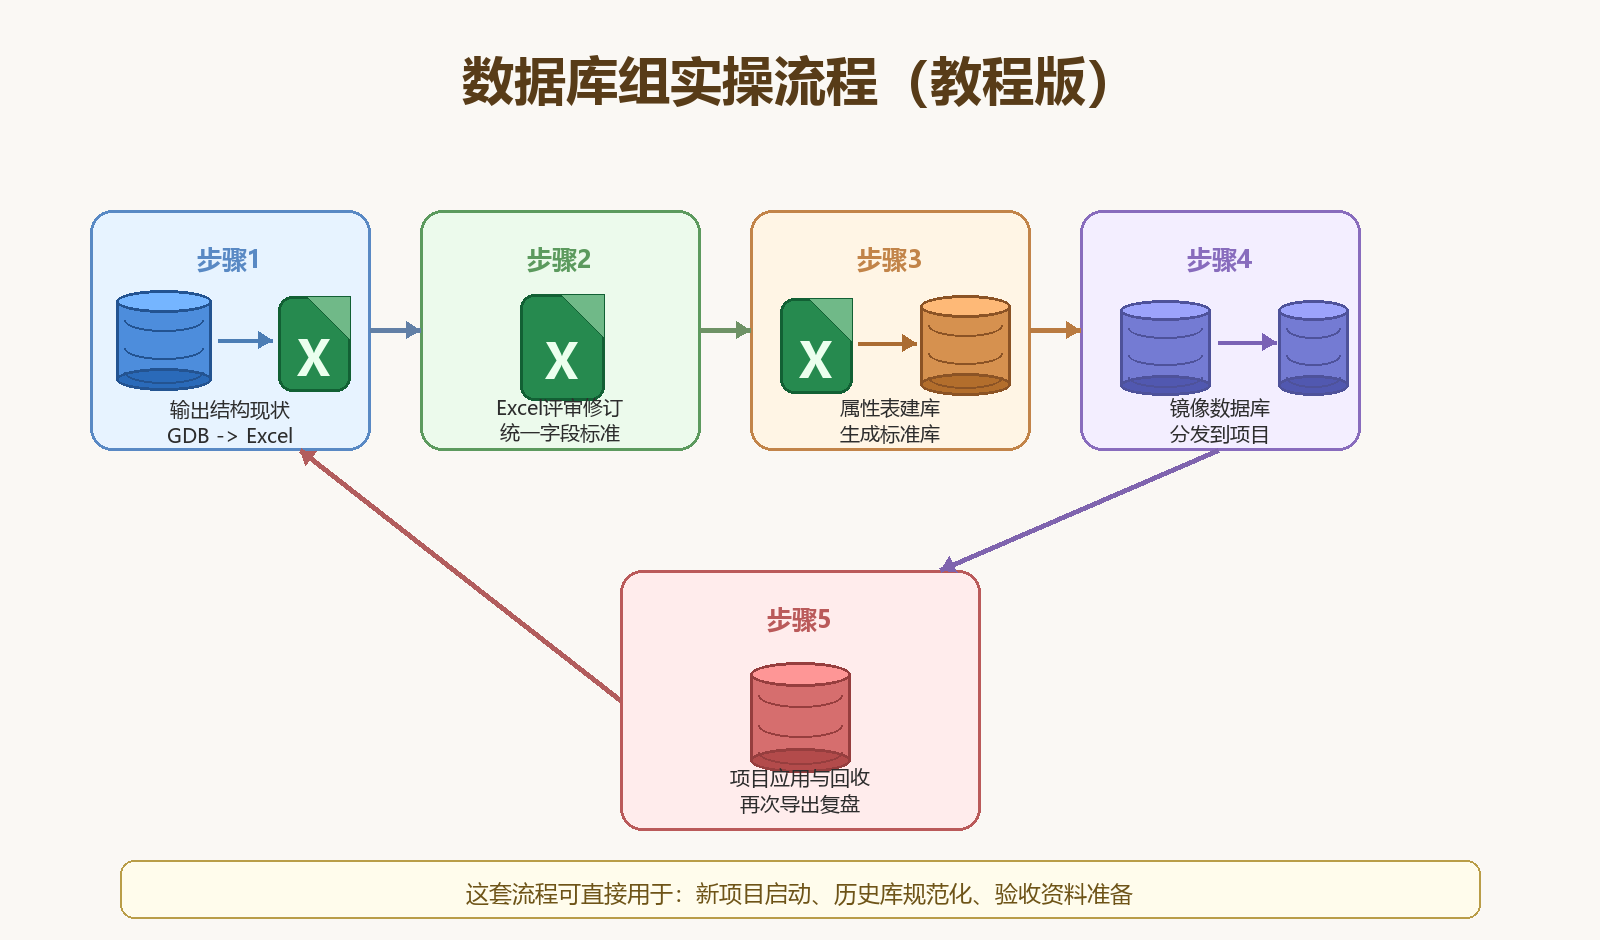 数据库组实操流程（教程版）
步骤1
X
输出结构现状
GDB -> Excel
步骤2
X
Excel评审修订
统一字段标准
步骤3
X
属性表建库
生成标准库
步骤4
镜像数据库
分发到项目
步骤5
项目应用与回收
再次导出复盘
这套流程可直接用于：新项目启动、历史库规范化、验收资料准备